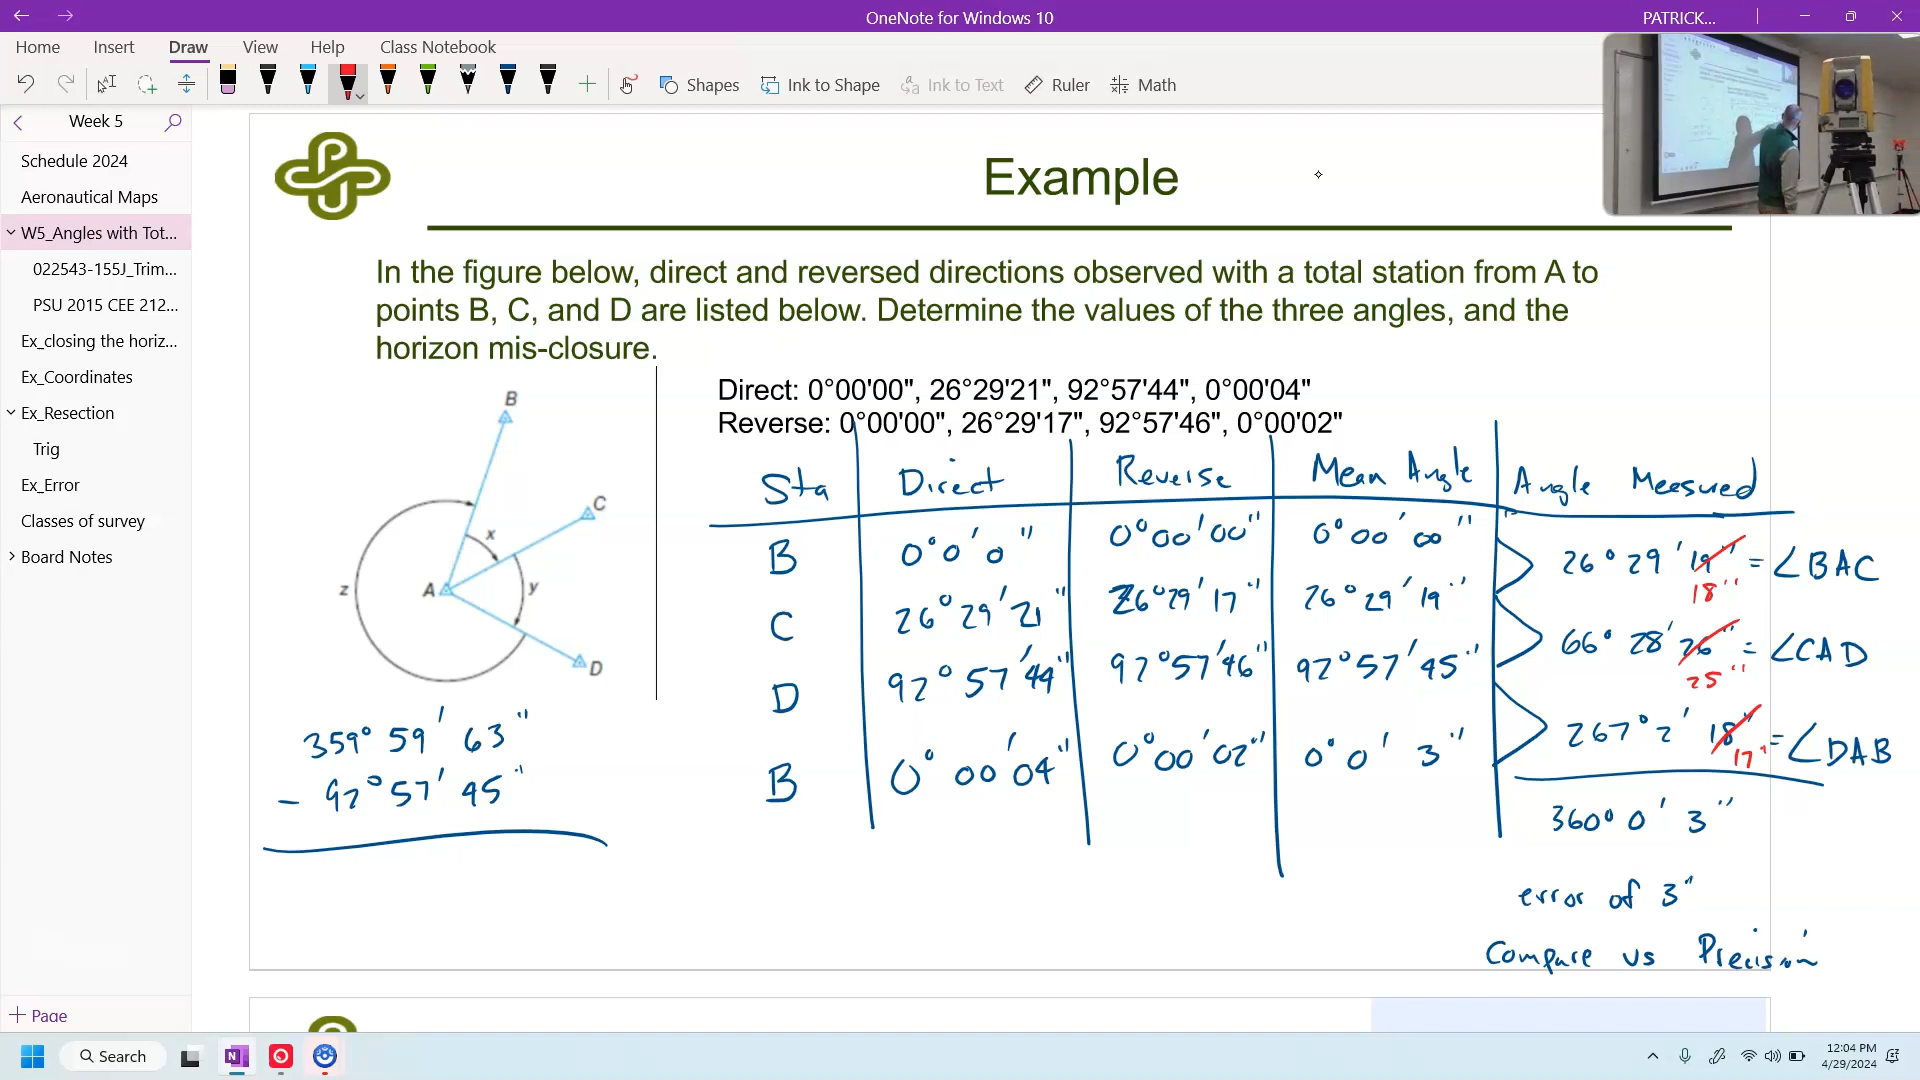 OneNote for Windows 10
PATRICK...
Home Insert Draw View Help Class Notebook
Shapes Ink to Shape Ink to Text Ruler Math
Week 5
Schedule 2024
Aeronautical Maps
W5_Angles with Tot...
022543-155J_Trim...
PSU 2015 CEE 212...
Ex_closing the horiz...
Ex_Coordinates
Ex_Resection
Trig
Ex_Error
Classes of survey
Board Notes
Page
Example
In the figure below, direct and reversed directions observed with a total station from A to
points B, C, and D are listed below. Determine the values of the three angles, and the
horizon mis-closure.
Direct: 0°00'00", 26°29'21", 92°57'44", 0°00'04"
Reverse: 0°00'00", 26°29'17", 92°57'46", 0°00'02"
B
C
x
z
A
y
D
359° 59' 63"
- 92° 57' 45"
Sta Direct Reverse Mean Angle Angle Measured
B 0° 0' 0" 0° 00' 00" 0° 00' 00"
26° 29' 19" = ∠BAC
18"
C 26° 29' 21" 26° 29' 17" 26° 29' 19"
66° 28' 26" = ∠CAD
25"
D 92° 57' 44" 92° 57' 46" 92° 57' 45"
267° 2' 18" = ∠DAB
17"
B 0° 00' 04" 0° 00' 02" 0° 0' 3"
360° 0' 3"
error of 3"
Compare vs Precision
Search
12:04 PM
4/29/2024